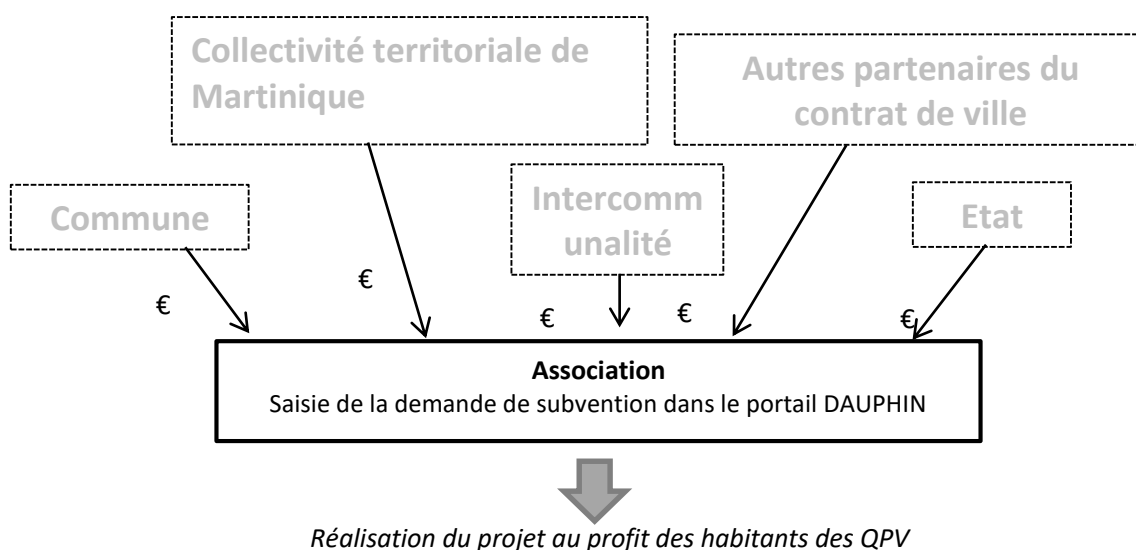 Collectivité territoriale de
Martinique
Autres partenaires du
contrat de ville
Commune
Intercomm
unalité
Etat
€
€
€
€
€
Association
Saisie de la demande de subvention dans le portail DAUPHIN
Réalisation du projet au profit des habitants des QPV